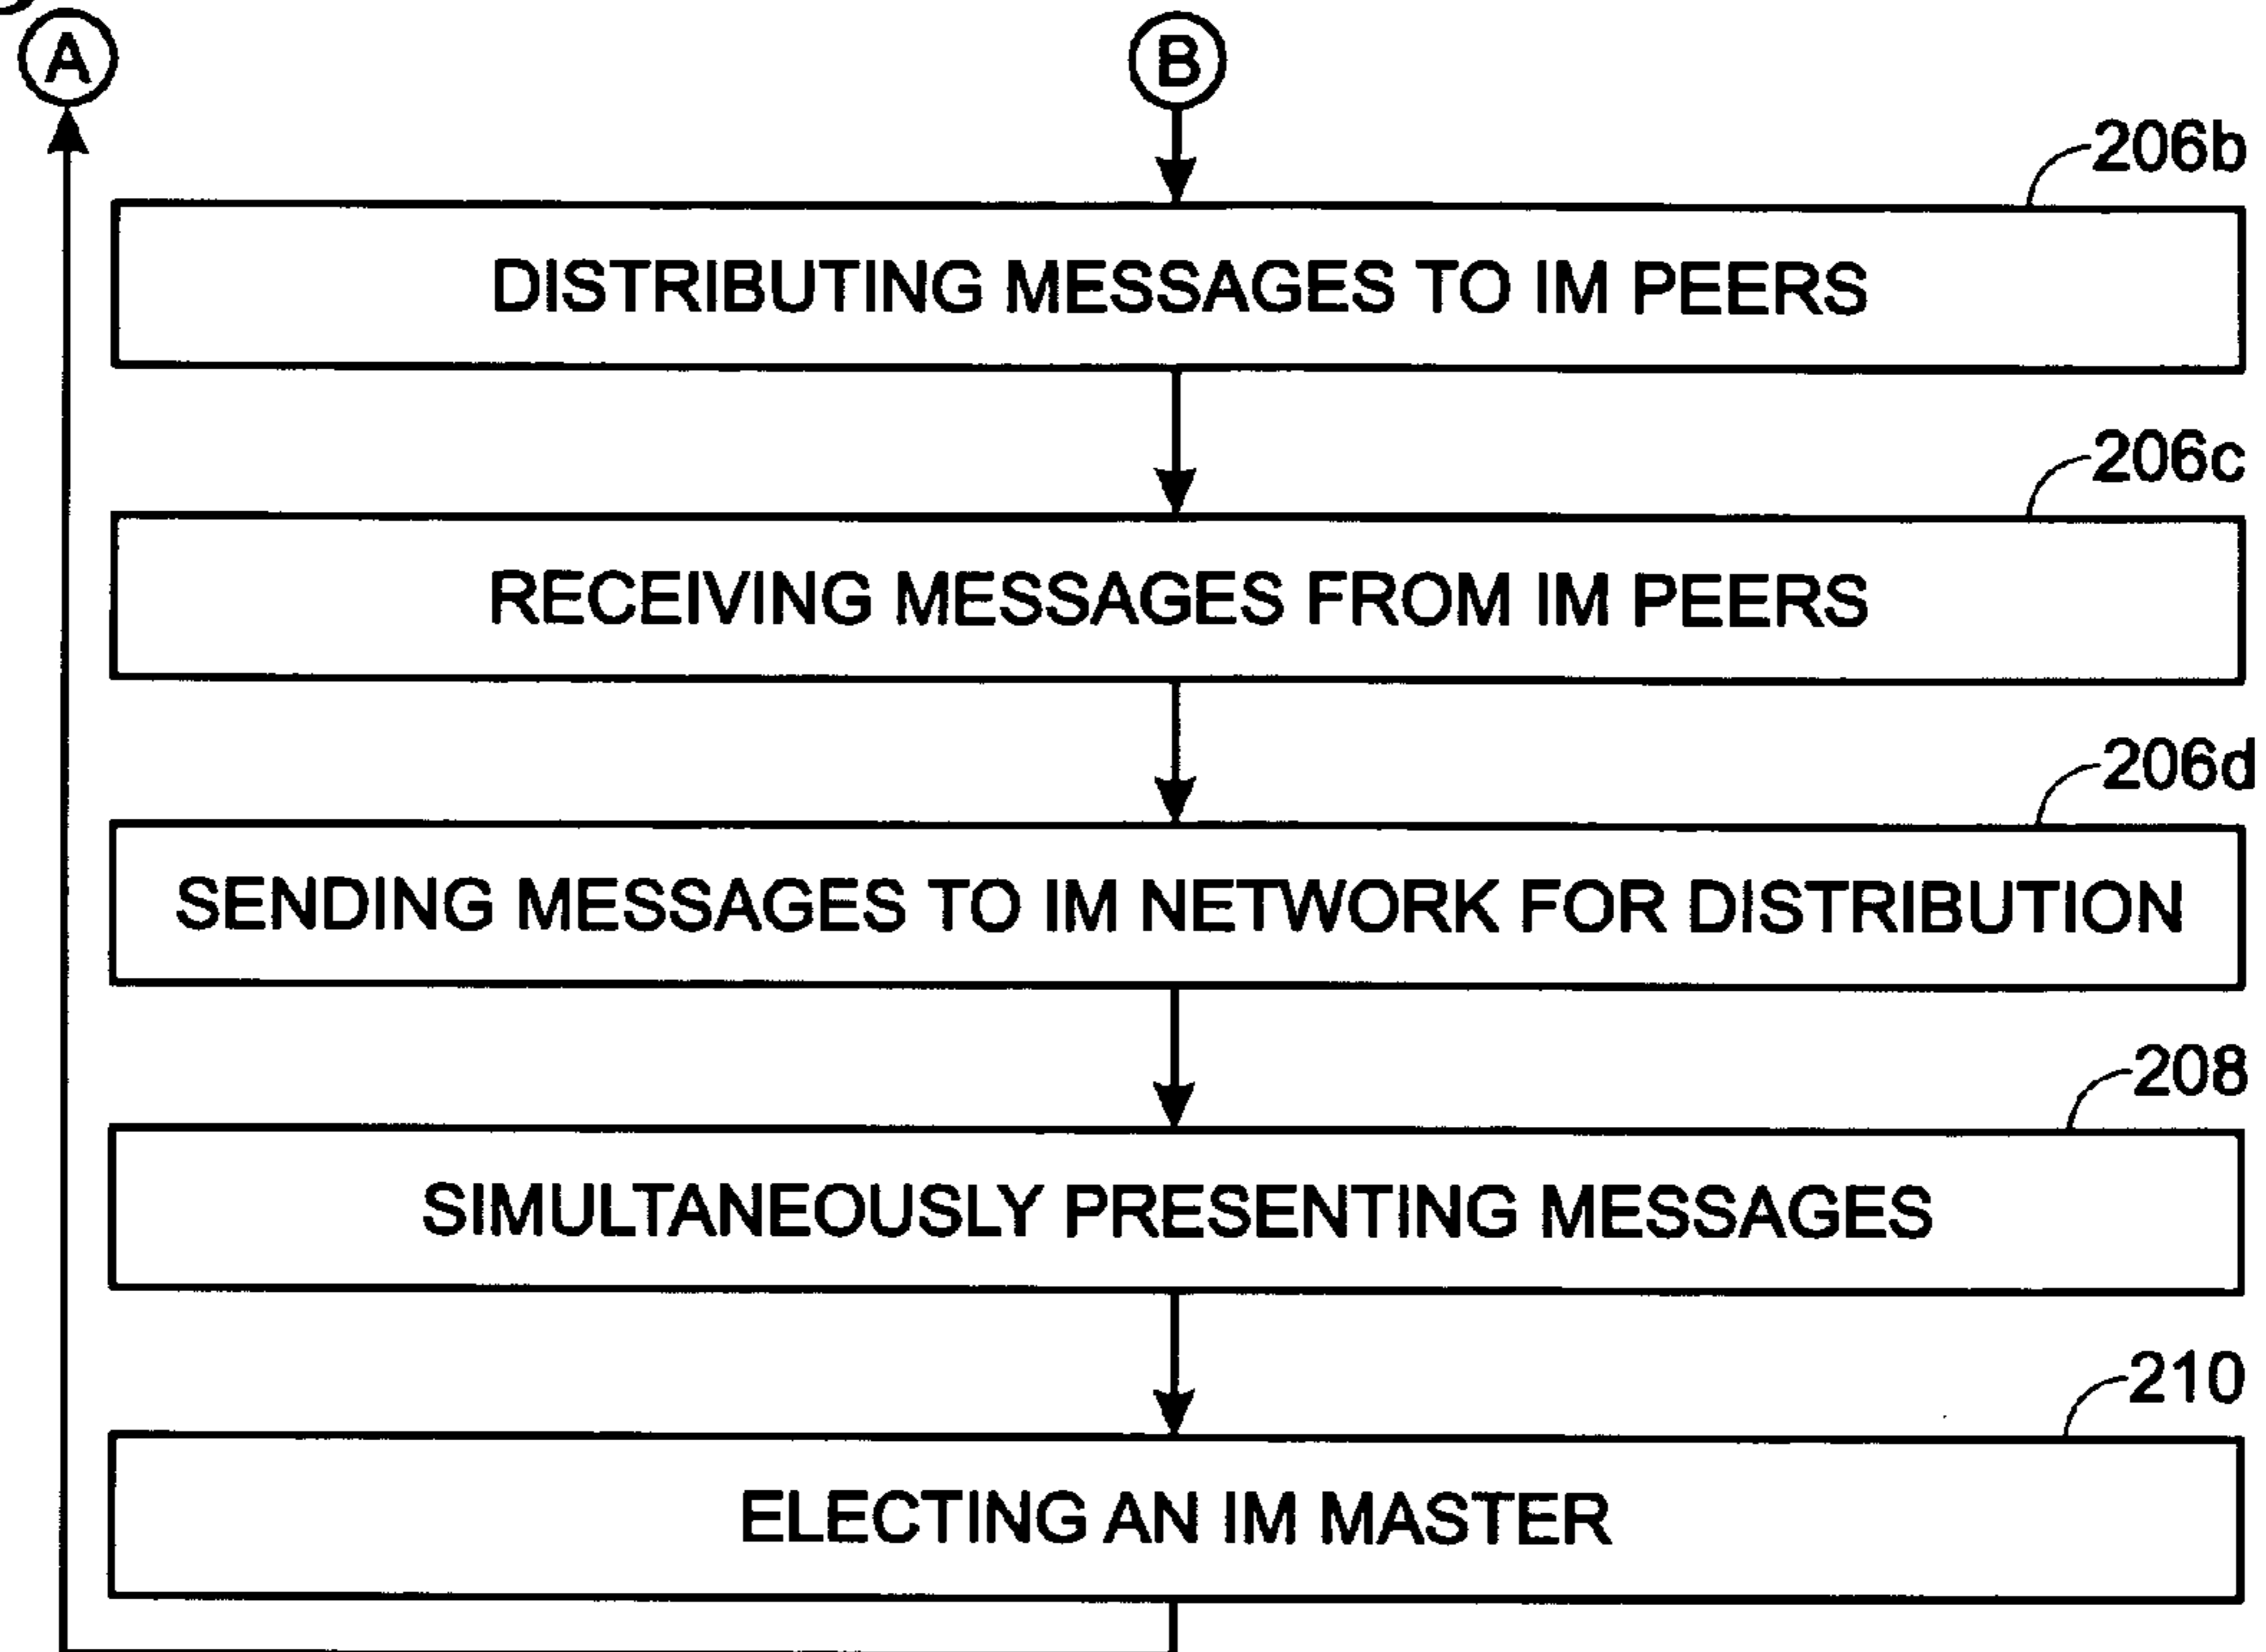 A
B
206b
DISTRIBUTING MESSAGES TO IM PEERS
206c
RECEIVING MESSAGES FROM IM PEERS
206d
SENDING MESSAGES TO IM NETWORK FOR DISTRIBUTION
208
SIMULTANEOUSLY PRESENTING MESSAGES
210
ELECTING AN IM MASTER